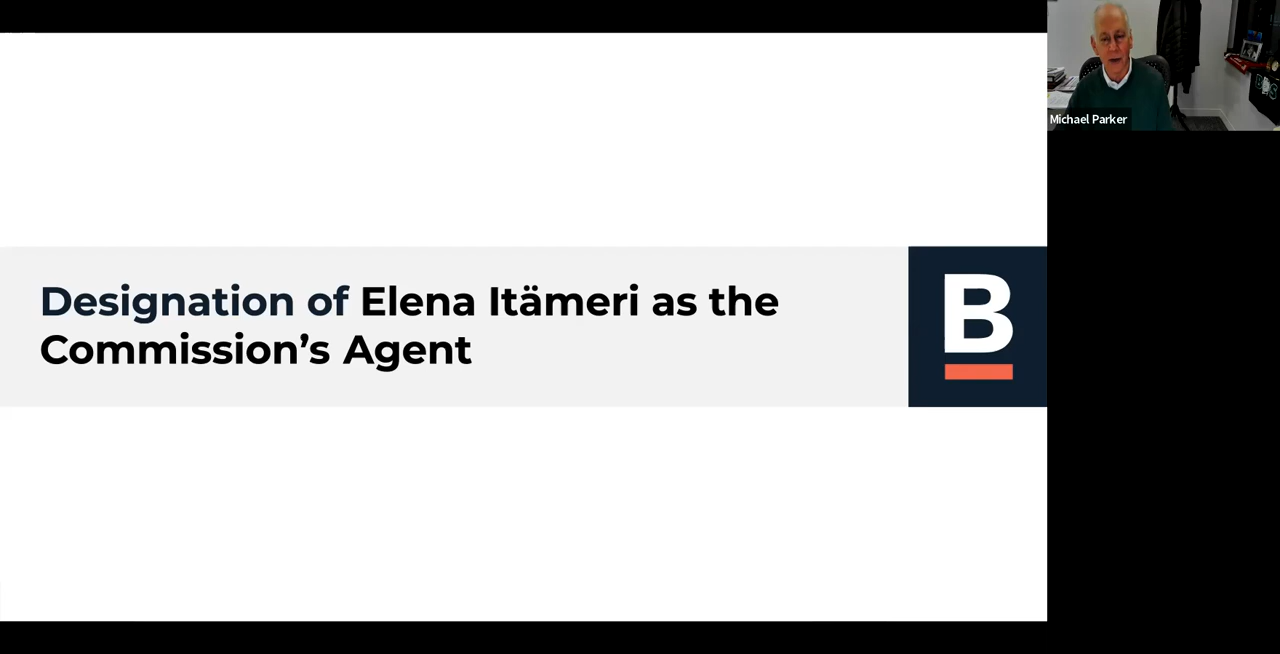 Designation of Elena Itämeri as the
Commission's Agent
B
Michael Parker